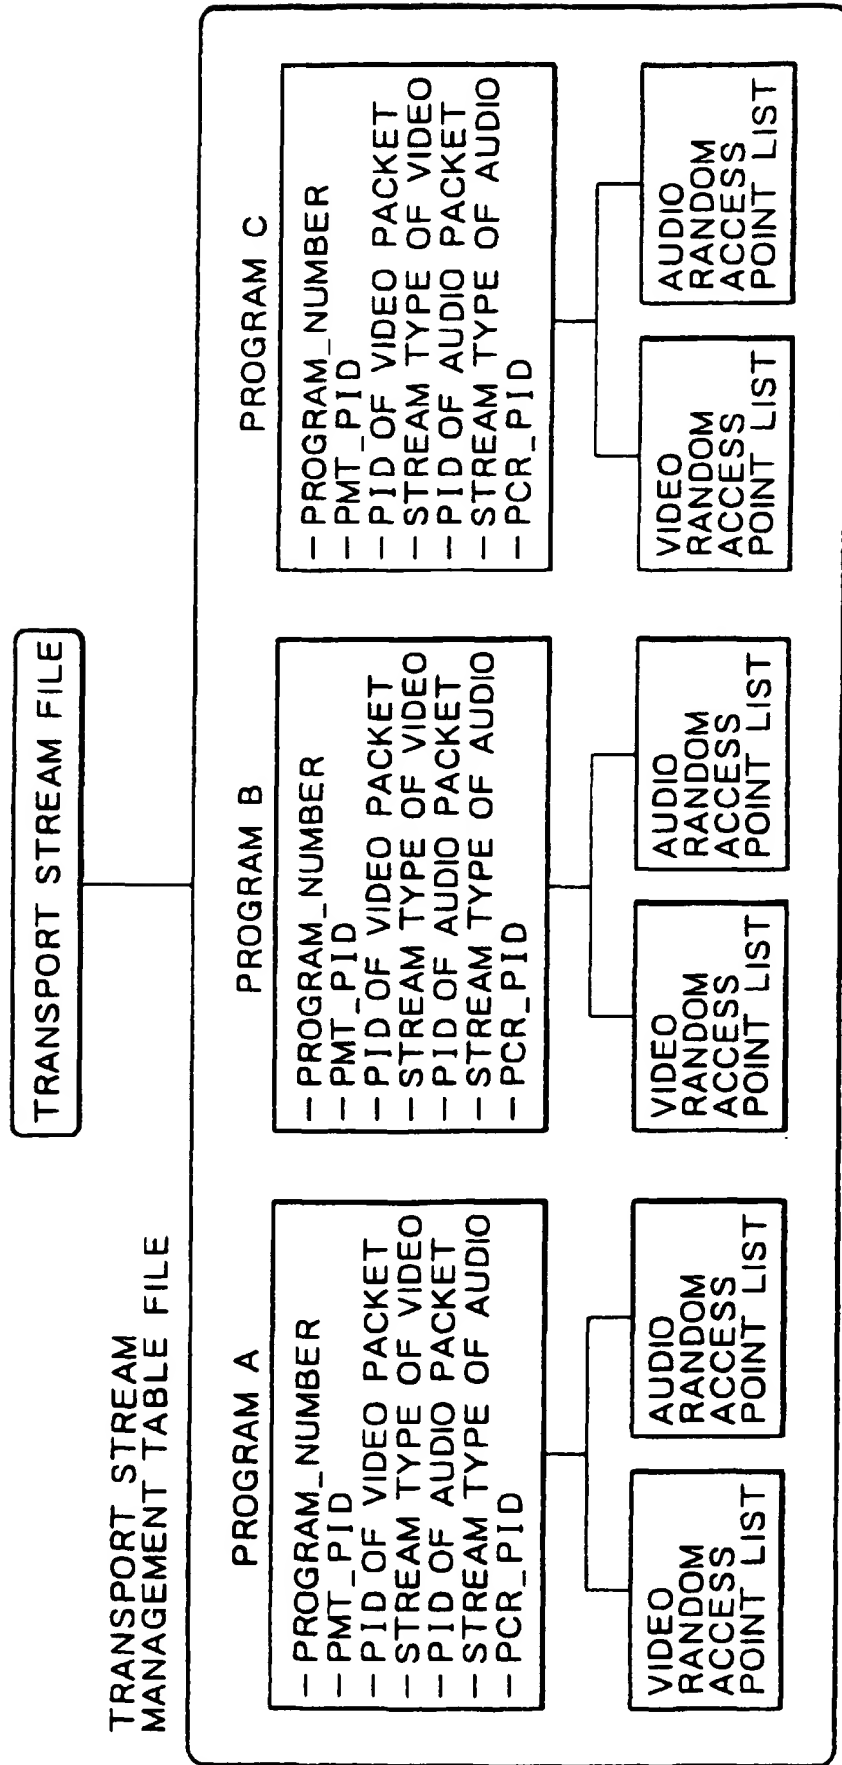 TRANSPORT STREAM FILE
TRANSPORT STREAM
MANAGEMENT TABLE FILE
PROGRAM A
—PROGRAM_NUMBER
—PMT_PID
—PID OF VIDEO PACKET
—STREAM TYPE OF VIDEO
—PID OF AUDIO PACKET
—STREAM TYPE OF AUDIO
—PCR_PID
VIDEO
RANDOM
ACCESS
POINT LIST
AUDIO
RANDOM
ACCESS
POINT LIST
PROGRAM B
—PROGRAM_NUMBER
—PMT_PID
—PID OF VIDEO PACKET
—STREAM TYPE OF VIDEO
—PID OF AUDIO PACKET
—STREAM TYPE OF AUDIO
—PCR_PID
VIDEO
RANDOM
ACCESS
POINT LIST
AUDIO
RANDOM
ACCESS
POINT LIST
PROGRAM C
—PROGRAM_NUMBER
—PMT_PID
—PID OF VIDEO PACKET
—STREAM TYPE OF VIDEO
—PID OF AUDIO PACKET
—STREAM TYPE OF AUDIO
—PCR_PID
VIDEO
RANDOM
ACCESS
POINT LIST
AUDIO
RANDOM
ACCESS
POINT LIST